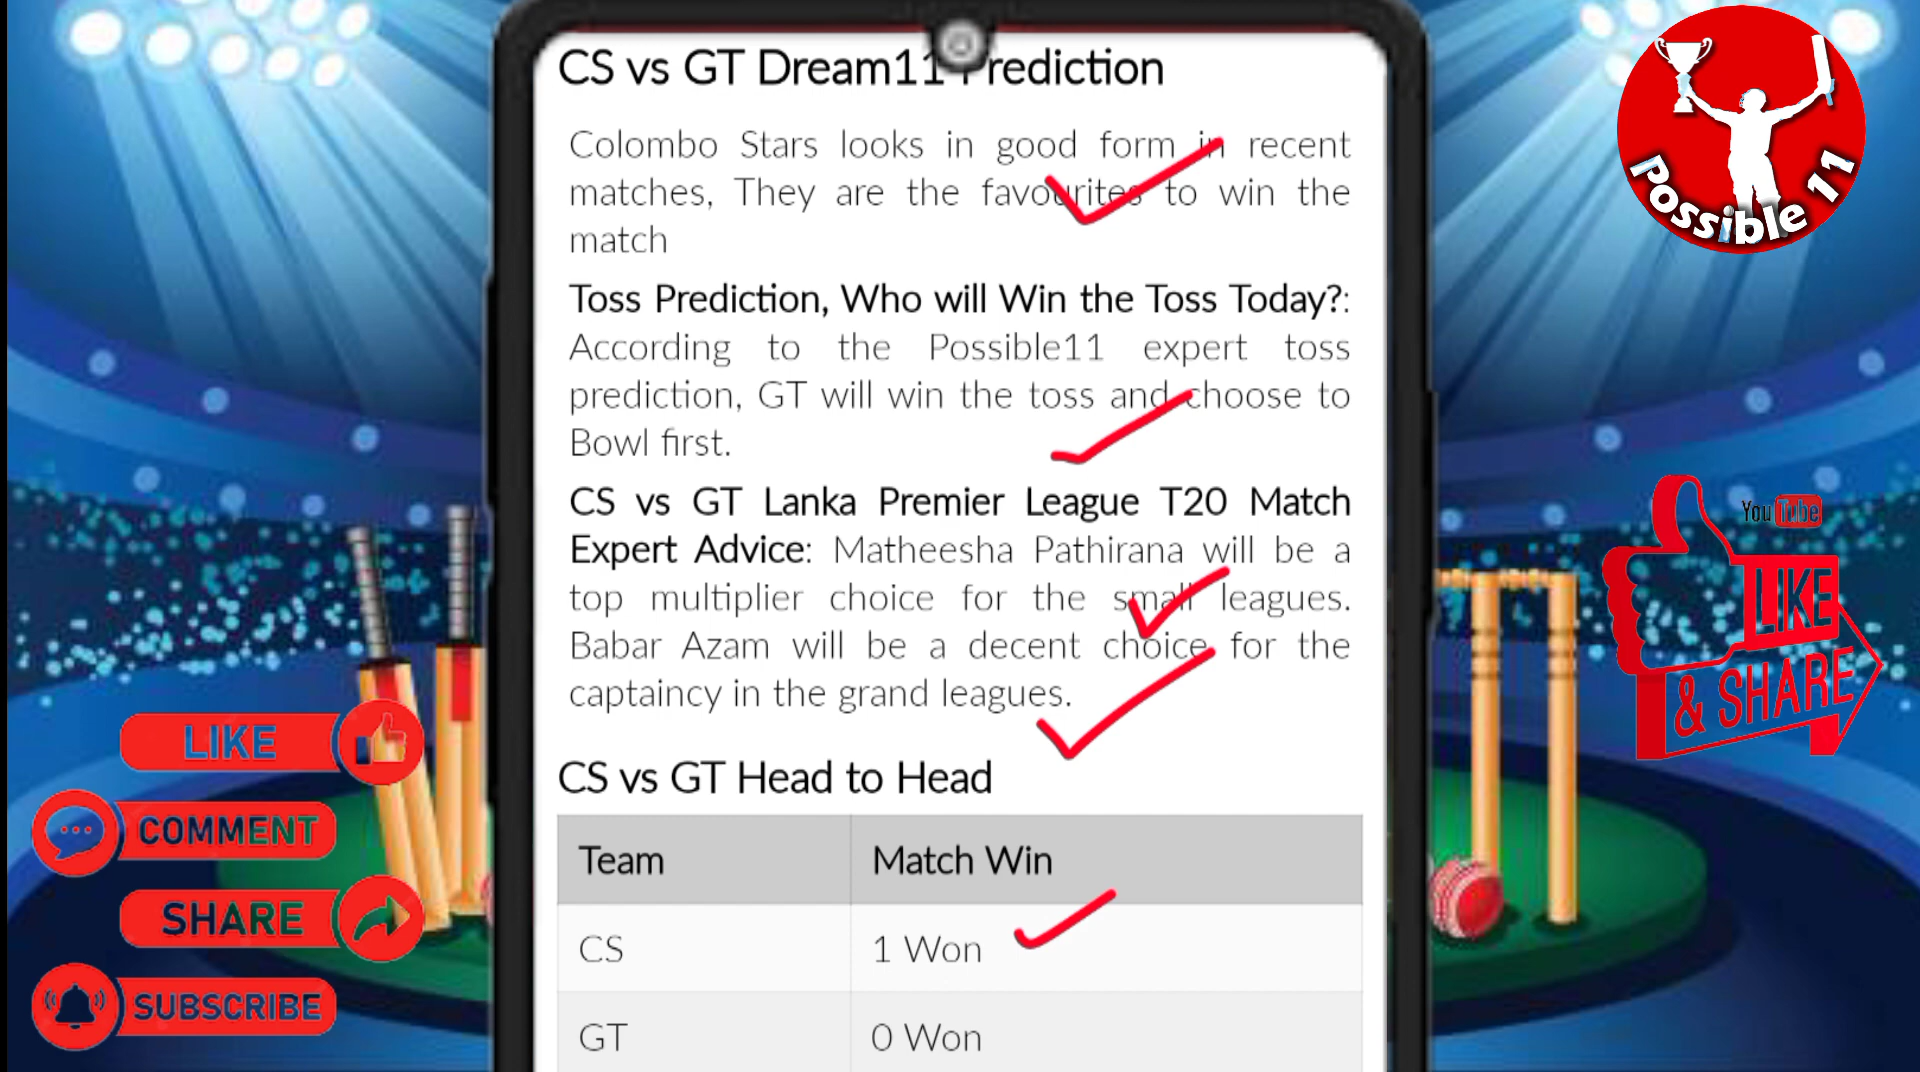 CS vs GT Dream11 Prediction
Colombo Stars looks in good form in recent
matches, They are the favourites to win the
match
Toss Prediction, Who will Win the Toss Today?:
According to the Possible11 expert toss
prediction, GT will win the toss and choose to
Bowl first.
CS vs GT Lanka Premier League T20 Match
Expert Advice: Matheesha Pathirana will be a
top multiplier choice for the small leagues.
Babar Azam will be a decent choice for the
captaincy in the grand leagues.
CS vs GT Head to Head
Team Match Win
CS 1 Won
GT 0 Won
Possible 11
YouTube
LIKE
& SHARE
LIKE
COMMENT
SHARE
SUBSCRIBE